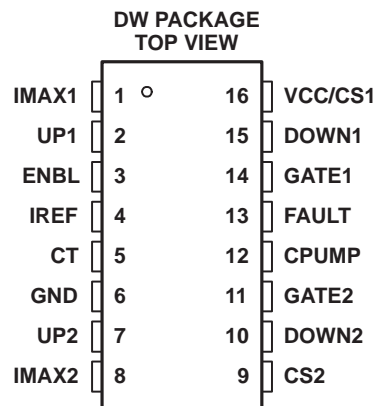 DW PACKAGE
TOP VIEW
IMAX1 1 16 VCC/CS1
UP1 2 15 DOWN1
ENBL 3 14 GATE1
IREF 4 13 FAULT
CT 5 12 CPUMP
GND 6 11 GATE2
UP2 7 10 DOWN2
IMAX2 8 9 CS2